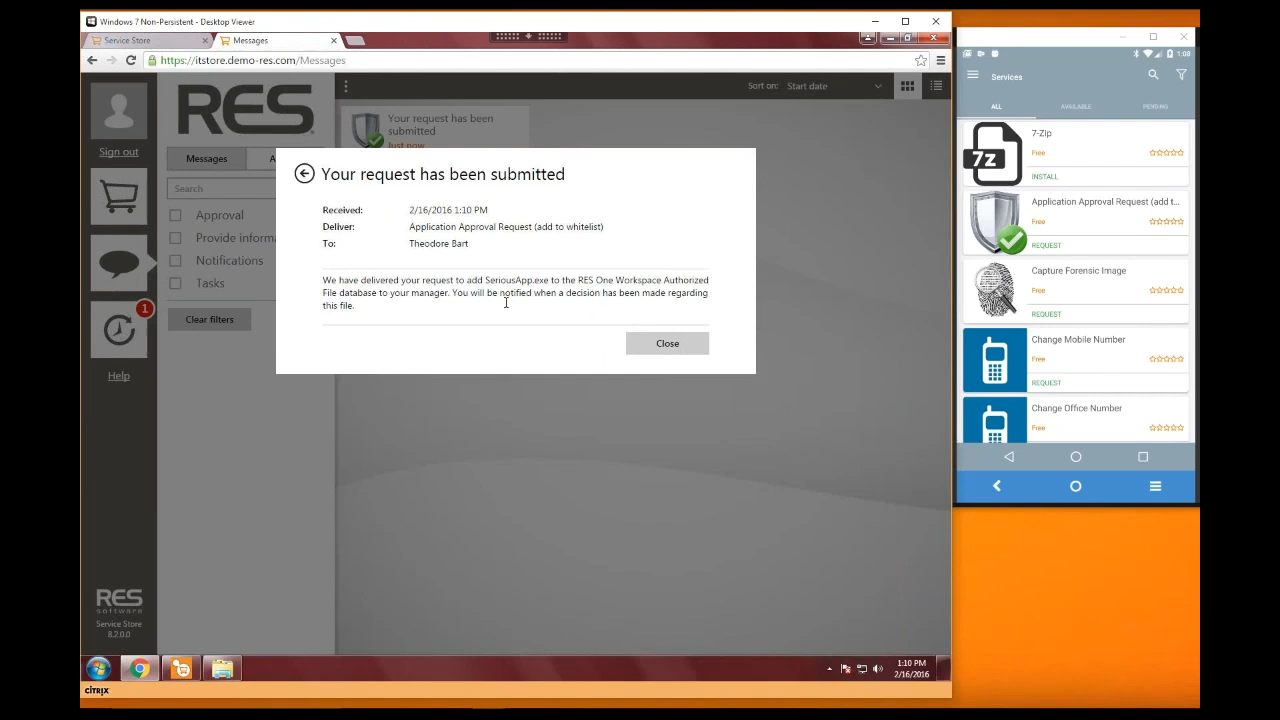 Windows 7 Non-Persistent - Desktop Viewer
Service Store
Messages
https://itstore.demo-res.com/Messages
Sign out
1
Help
RES
software
Service Store
8.2.0.0
RES
Messages
A
Search
Approval
Provide informa
Notifications
Tasks
Clear filters
Sort on: Start date
Your request has been
submitted
Just now
Your request has been submitted
Received: 2/16/2016 1:10 PM
Deliver: Application Approval Request (add to whitelist)
To: Theodore Bart
We have delivered your request to add SeriousApp.exe to the RES One Workspace Authorized
File database to your manager. You will be notified when a decision has been made regarding
this file.
Close
1:10 PM
2/16/2016
CITRIX
1:08
Services
ALL AVAILABLE PENDING
7z
7-Zip
Free
INSTALL
Application Approval Request (add t...
Free
REQUEST
Capture Forensic Image
Free
REQUEST
Change Mobile Number
Free
REQUEST
Change Office Number
Free